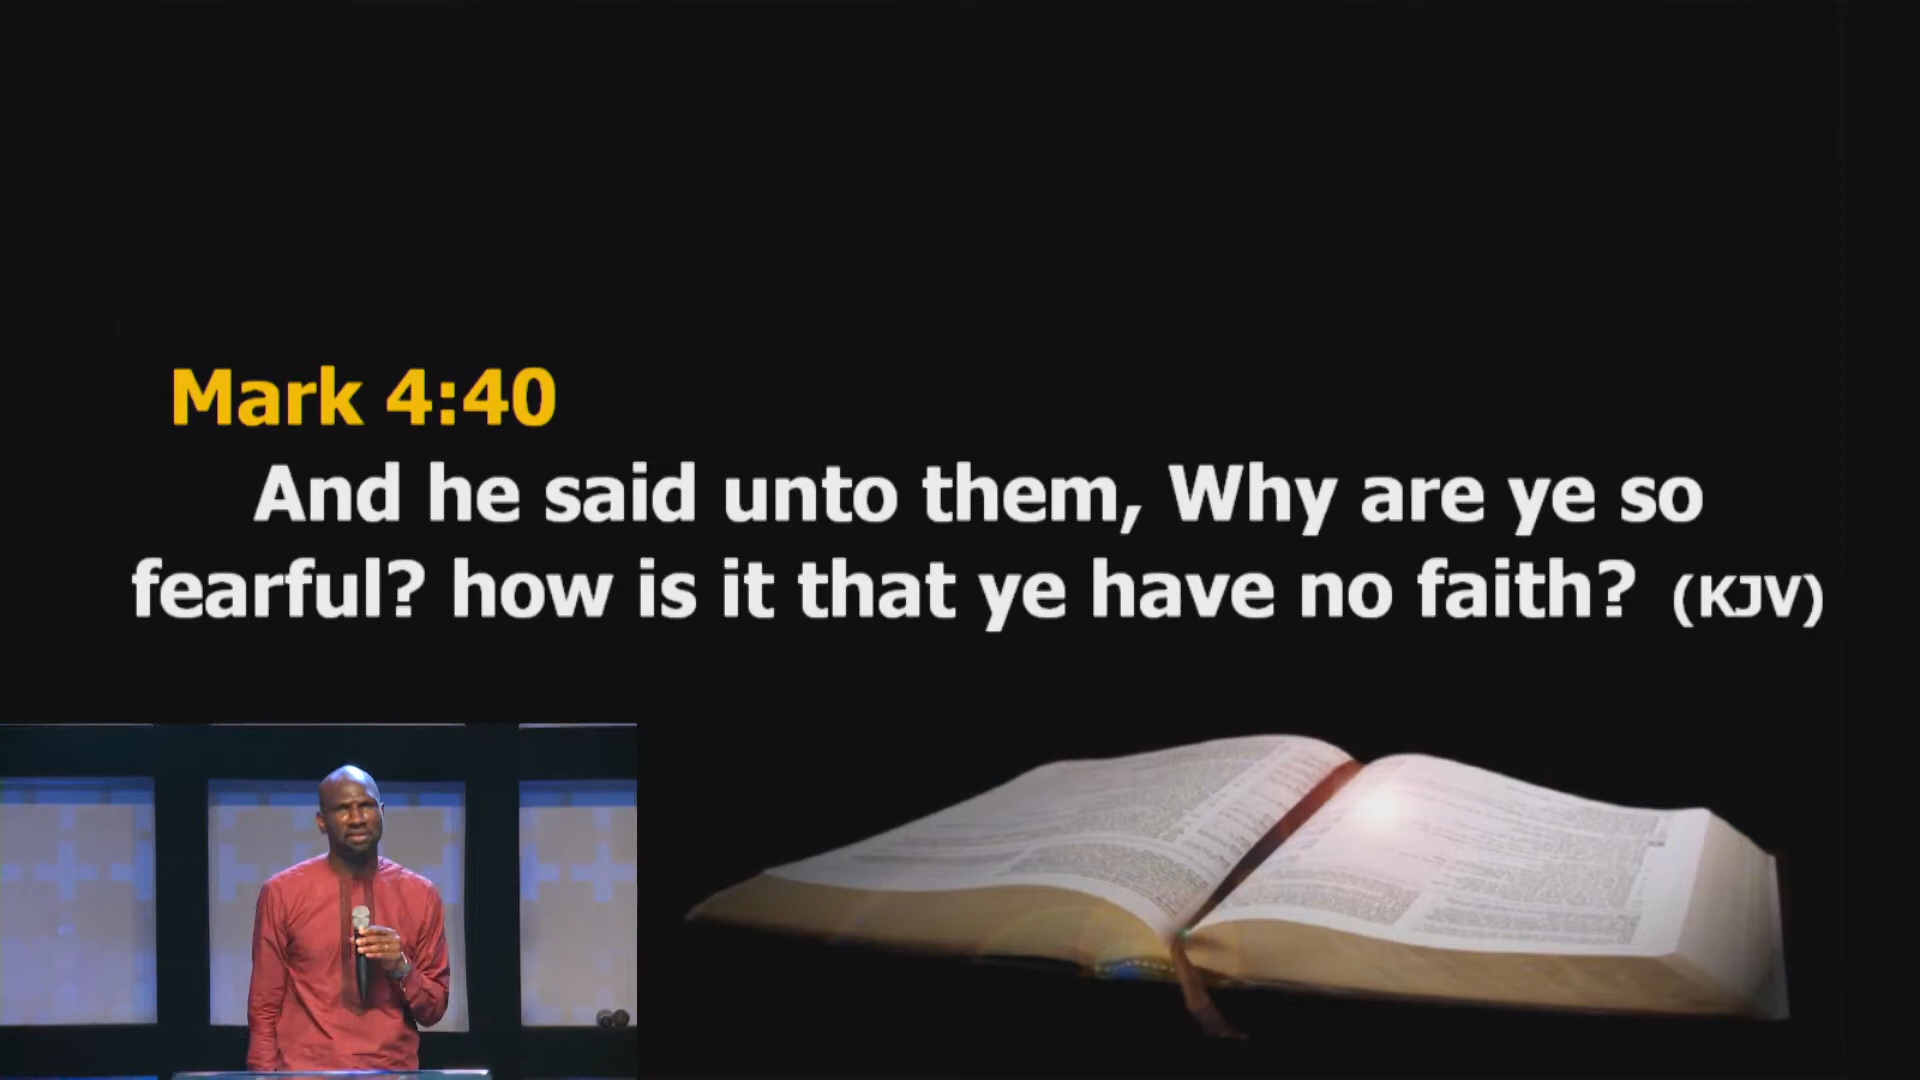 Mark 4:40
And he said unto them, Why are ye so
fearful? how is it that ye have no faith? (KJV)